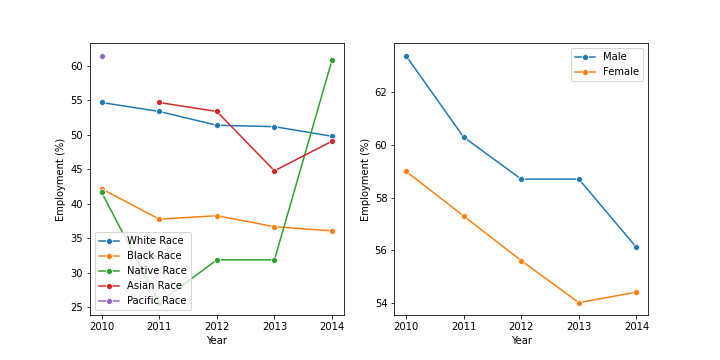 60
55
50
45
40
35
30
25
Employment (%)
White Race
Black Race
Native Race
Asian Race
Pacific Race
2010 2011 2012 2013 2014
Year
62
60
58
56
54
Employment (%)
Male
Female
2010 2011 2012 2013 2014
Year